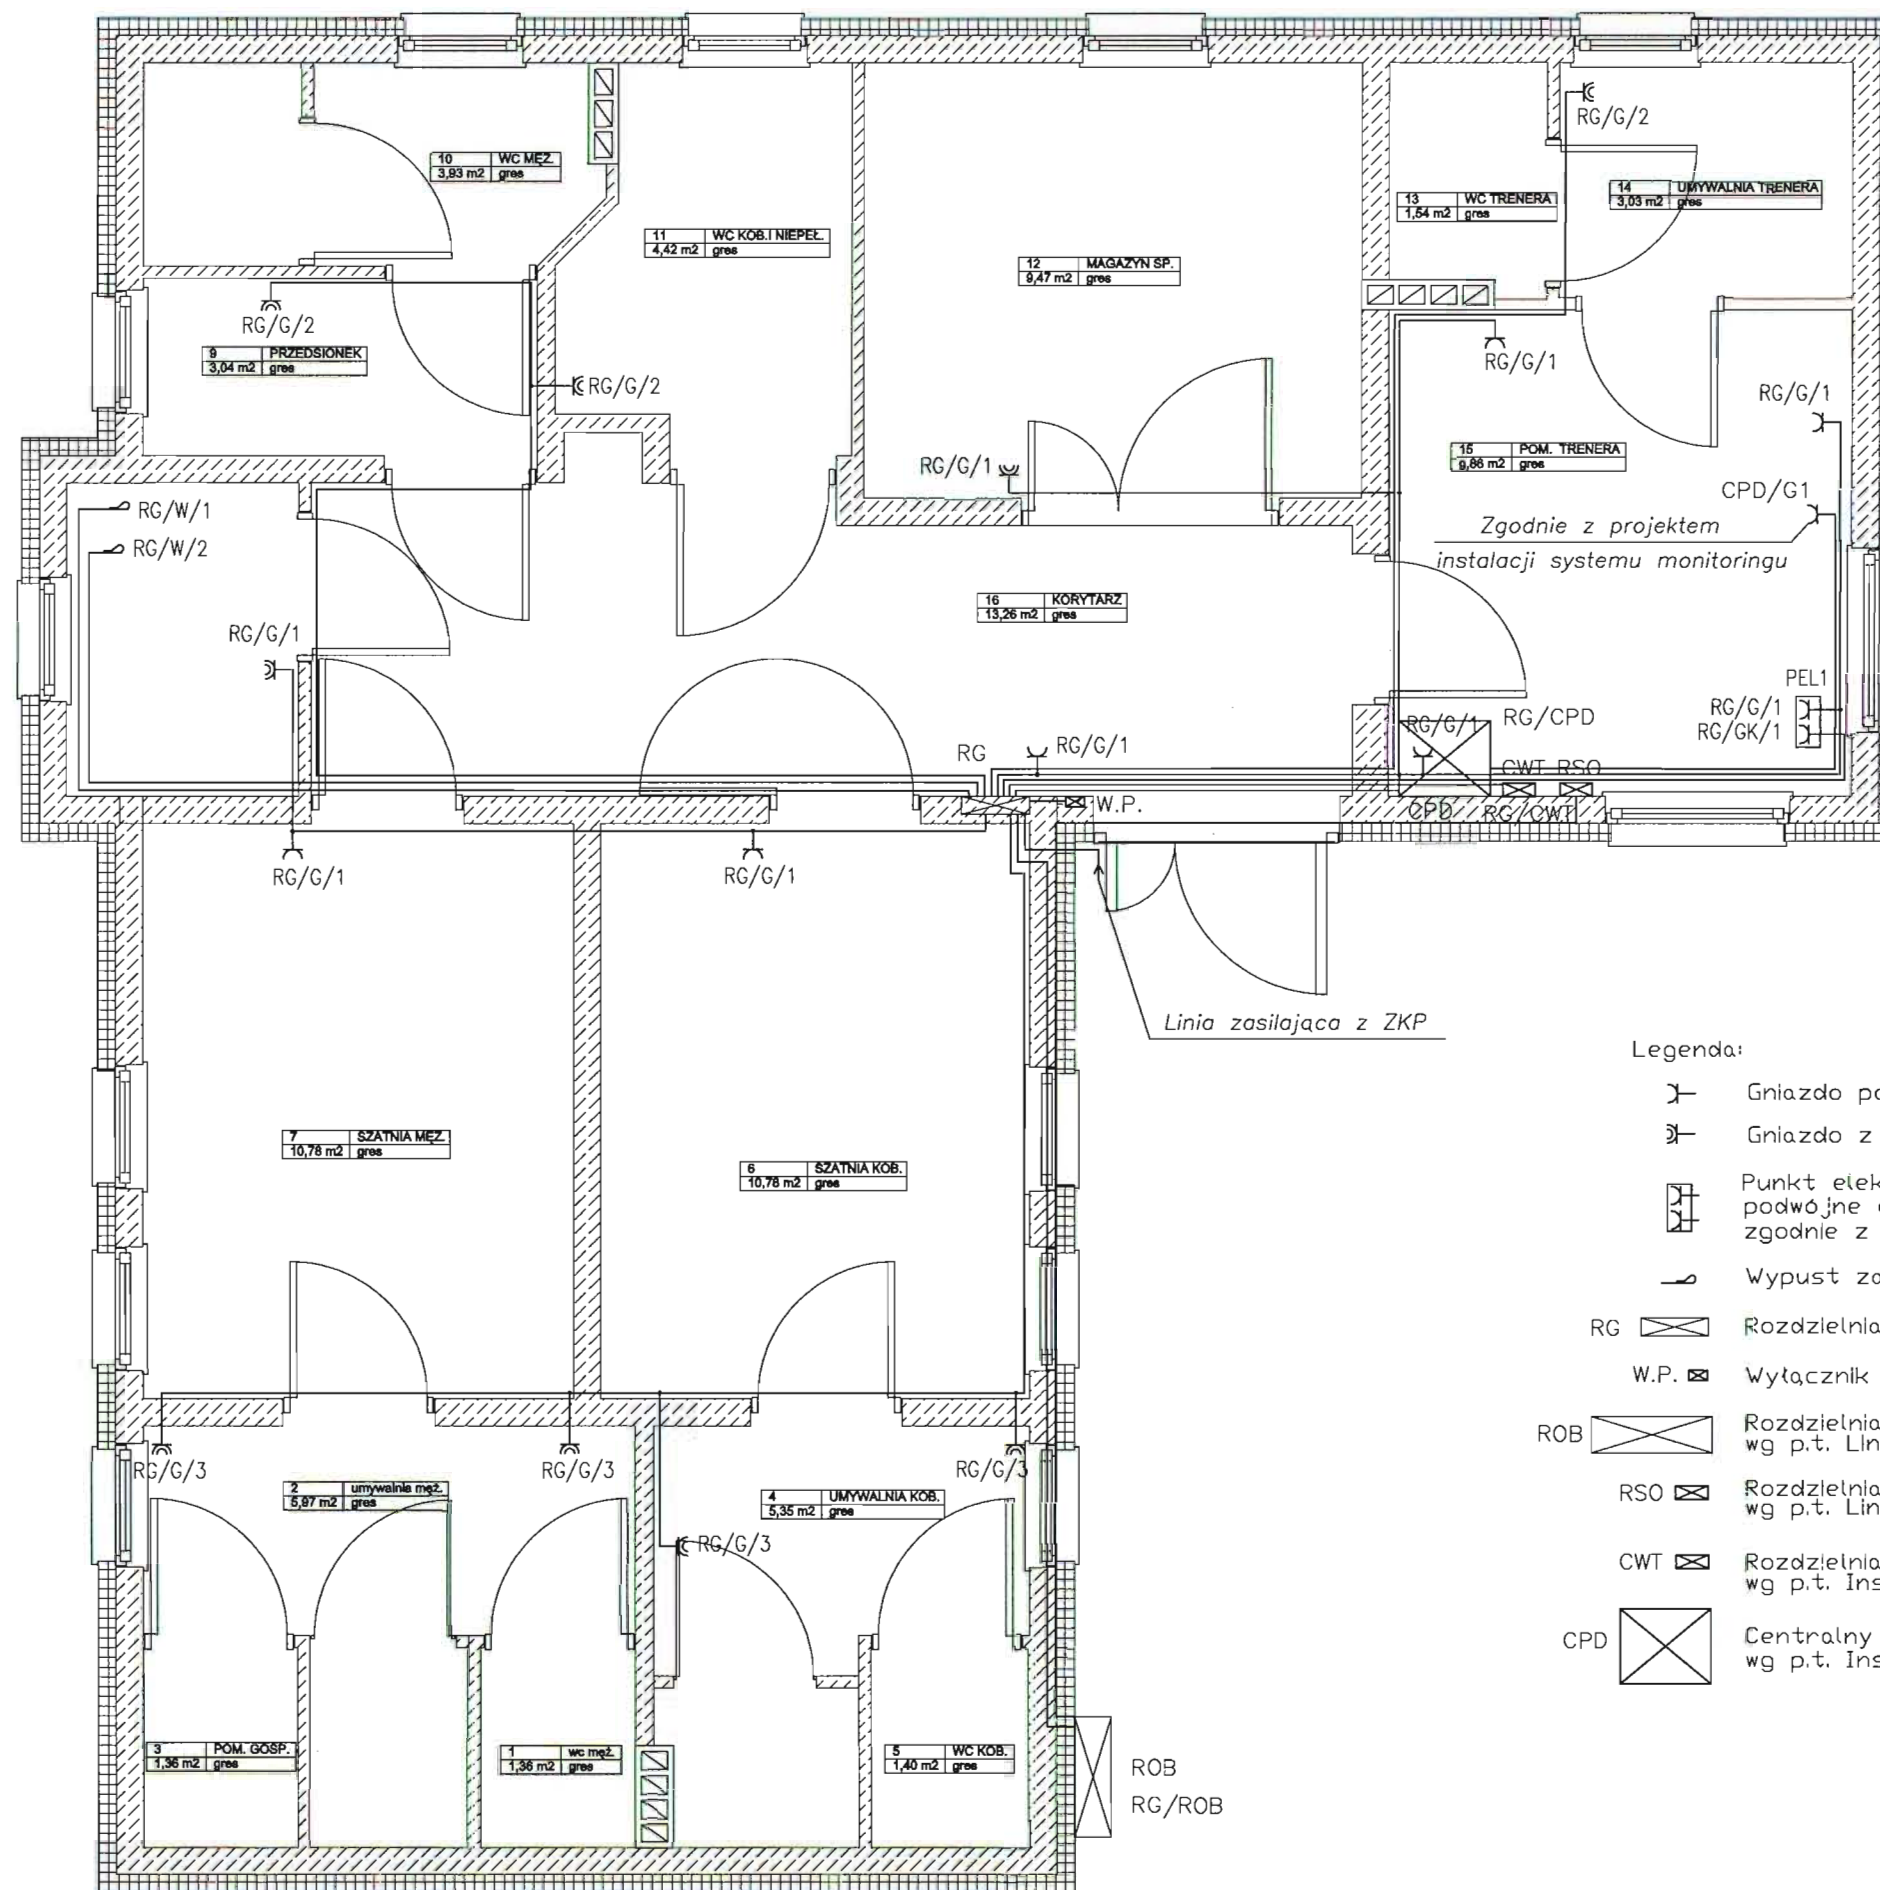 10 WC MĘŻ.
3,93 m2 gres
11 WC KOB.I NIEPEŁ.
4,42 m2 gres
12 MAGAZYN SP.
9,47 m2 gres
13 WC TRENERA
1,54 m2 gres
14 UMYWALNIA TRENERA
3,03 m2 gres
RG/G/2
RG/G/2
9 PRZEDSIONEK
3,04 m2 gres
RG/G/2
RG/G/1
RG/G/1
15 POM. TRENERA
9,86 m2 gres
RG/G/1
CPD/G1
Zgodnie z projektem
instalacji systemu monitoringu
RG/W/1
RG/W/2
RG/G/1
16 KORYTARZ
13,26 m2 gres
PEL1
RG/G/1
RG/GK/1
RG
RG/G/1
RG/G/1
RG/CPD
CWT RSO
W.P.
CPD
RG/CWT
RG/G/1
RG/G/1
Linia zasilająca z ZKP
7 SZATNIA MĘŻ.
10,78 m2 gres
6 SZATNIA KOB.
10,78 m2 gres
RG/G/3
RG/G/3
RG/G/3
2 umywalnia męż.
5,97 m2 gres
4 UMYWALNIA KOB.
5,35 m2 gres
RG/G/3
3 POM. GOSP.
1,36 m2 gres
1 wc męż.
1,36 m2 gres
5 WC KOB.
1,40 m2 gres
ROB
RG/ROB
Legenda:
Gniazdo
Gniazdo z
Punkt
podwójne
zgodnie z
Wypust
RG Rozdzielnia
W.P. Wyłącznik
ROB Rozdzielnia
wg p.t.
RSO Rozdzielnia
wg p.t.
CWT Rozdzielnia
wg p.t.
CPD Centralny
wg p.t.